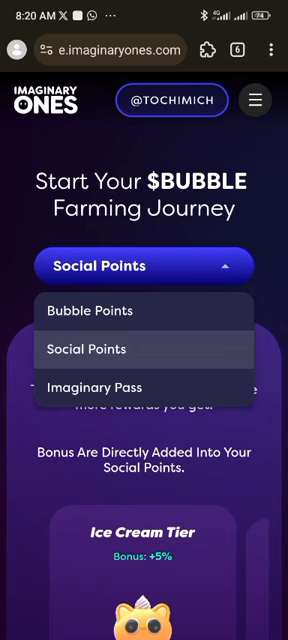 8:20 AM
4G
74
e.imaginaryones.com
6
IMAGINARY
ONES
@TOCHIMICH
Start Your $BUBBLE
Farming Journey
Social Points
Bubble Points
Social Points
Imaginary Pass
more rewards you get.
Bonus Are Directly Added Into Your
Social Points.
Ice Cream Tier
Bonus: +5%